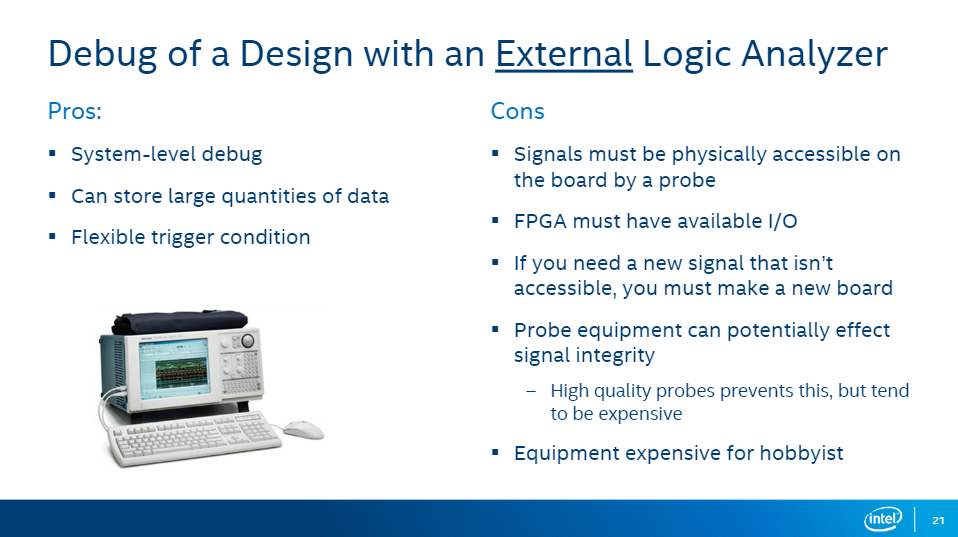 Debug of a Design with an External Logic Analyzer
Pros:
▪ System-level debug
▪ Can store large quantities of data
▪ Flexible trigger condition
Cons
▪ Signals must be physically accessible on
the board by a probe
▪ FPGA must have available I/O
▪ If you need a new signal that isn’t
accessible, you must make a new board
▪ Probe equipment can potentially effect
signal integrity
– High quality probes prevents this, but tend
to be expensive
▪ Equipment expensive for hobbyist
intel
21